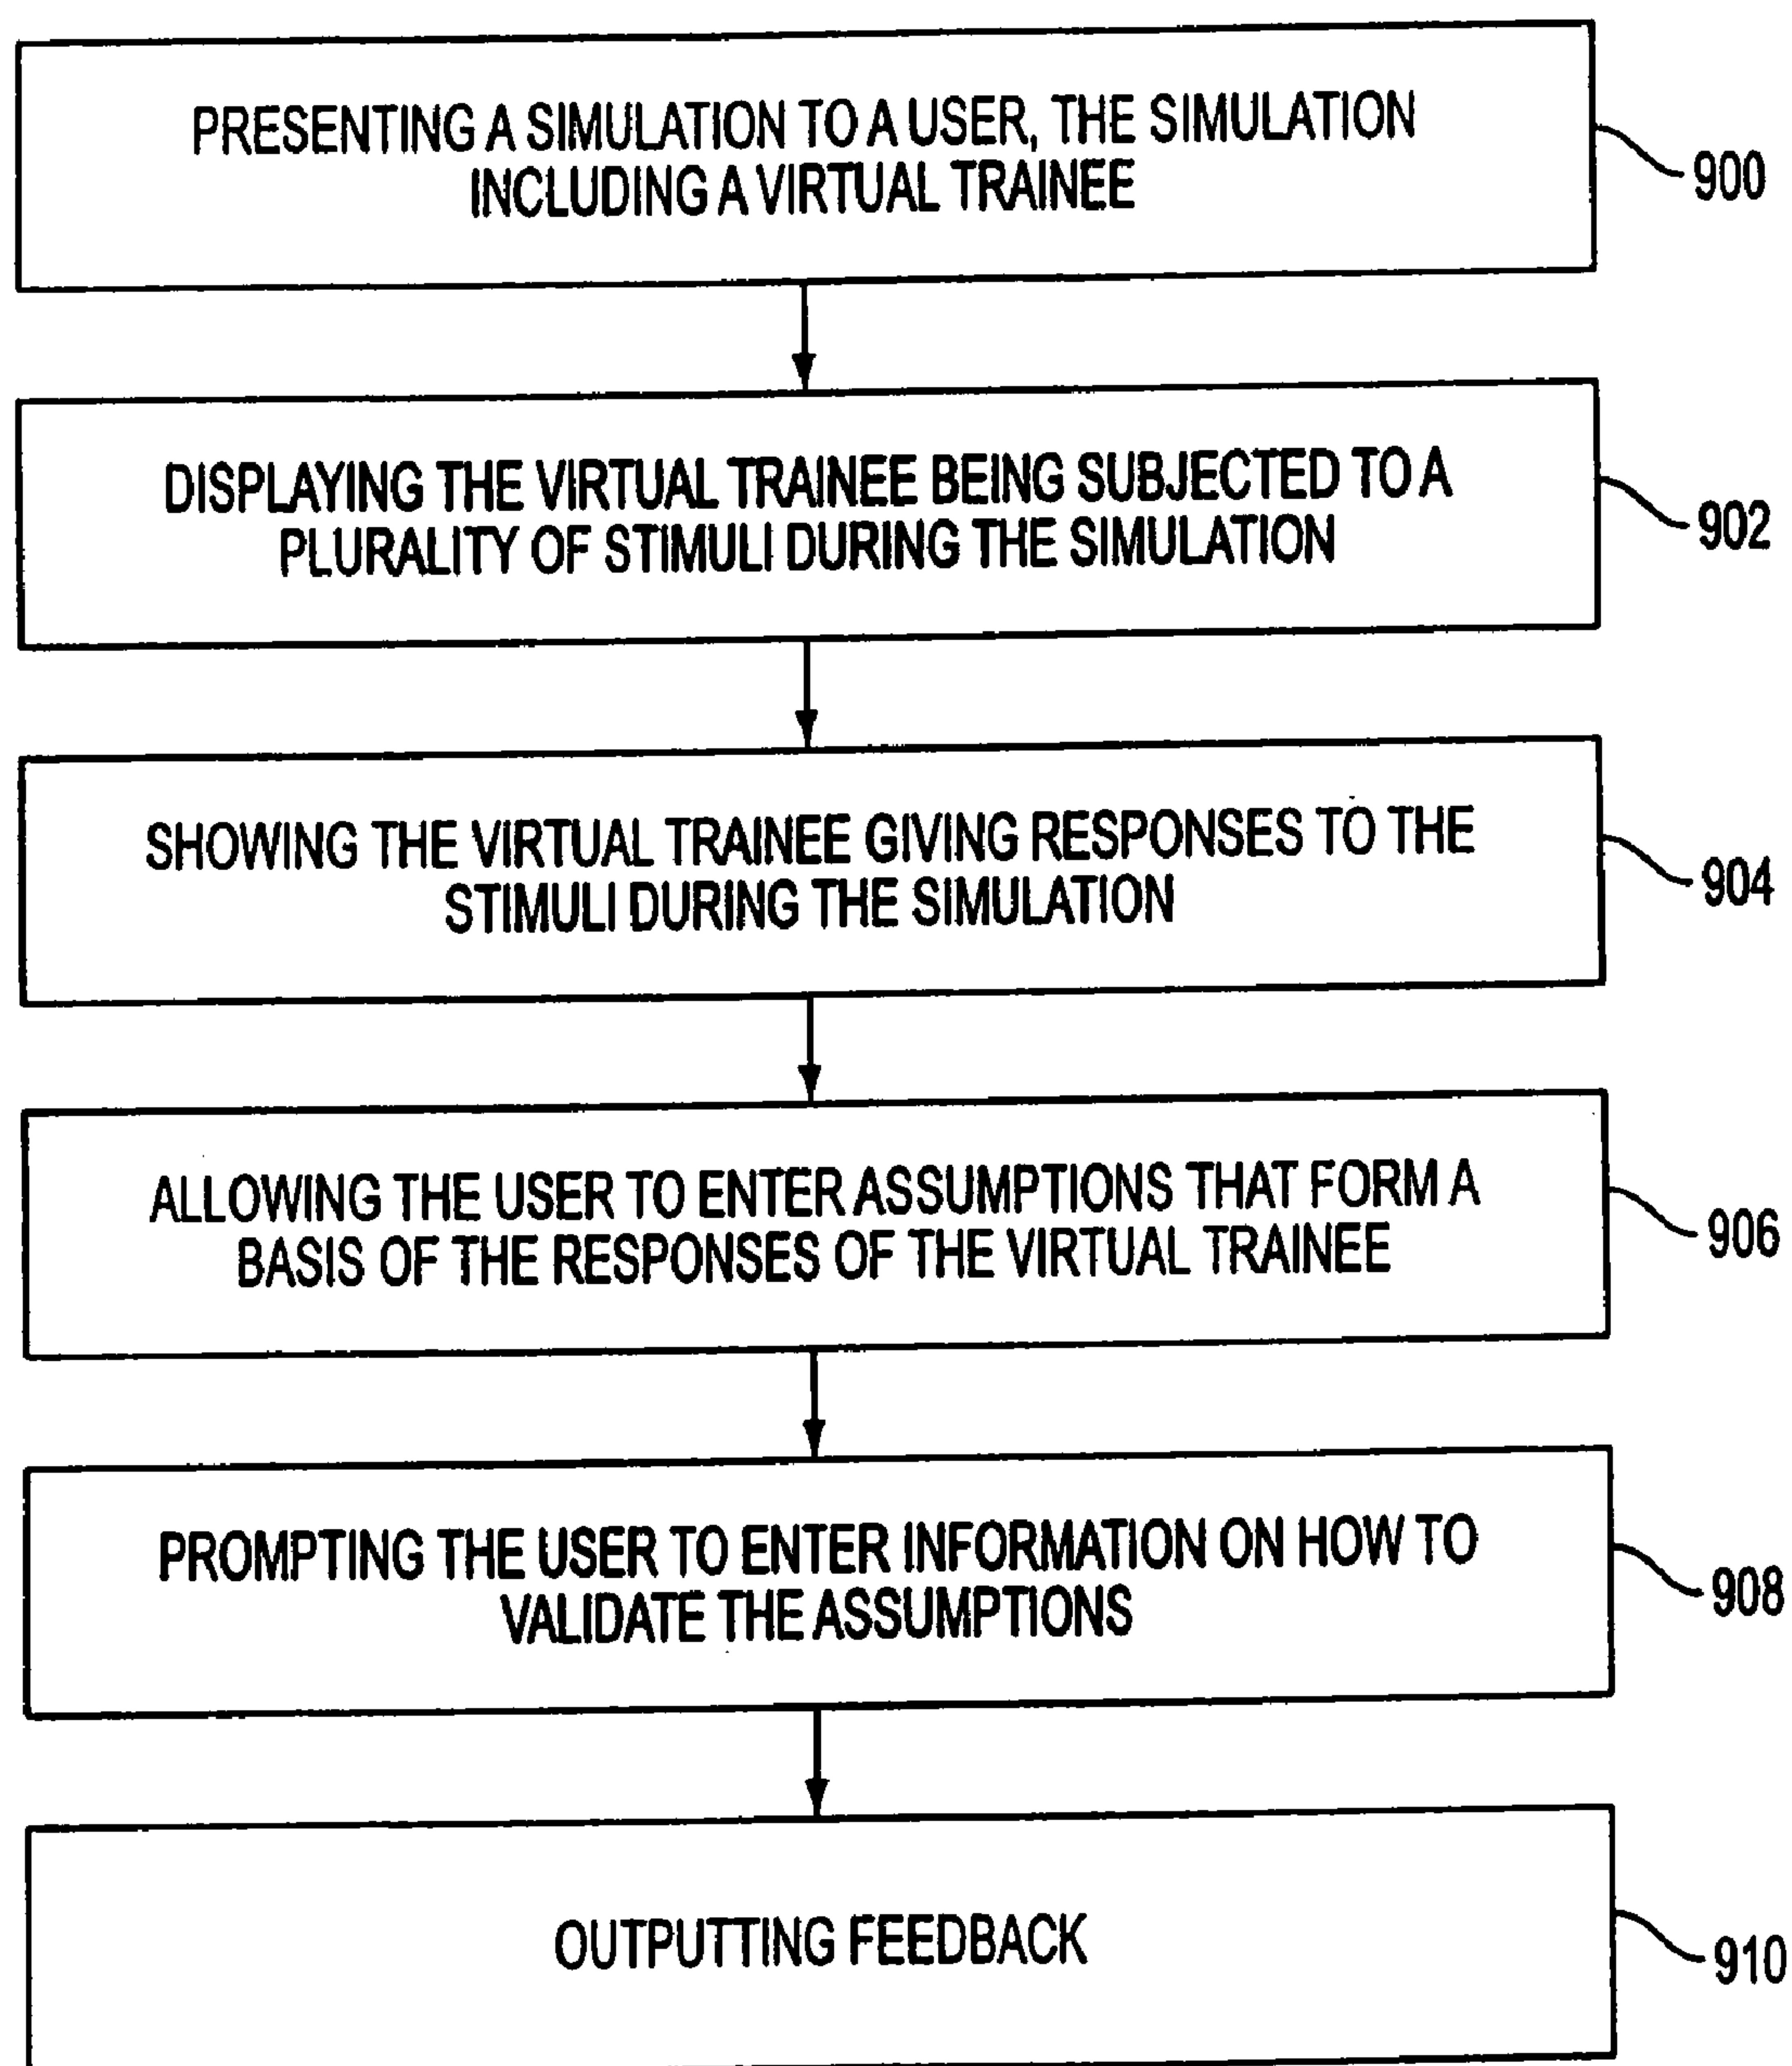 PRESENTING A SIMULATION TO A USER, THE SIMULATION
INCLUDING A VIRTUAL TRAINEE
900
DISPLAYING THE VIRTUAL TRAINEE BEING SUBJECTED TO A
PLURALITY OF STIMULI DURING THE SIMULATION
902
SHOWING THE VIRTUAL TRAINEE GIVING RESPONSES TO THE
STIMULI DURING THE SIMULATION
904
ALLOWING THE USER TO ENTER ASSUMPTIONS THAT FORM A
BASIS OF THE RESPONSES OF THE VIRTUAL TRAINEE
906
PROMPTING THE USER TO ENTER INFORMATION ON HOW TO
VALIDATE THE ASSUMPTIONS
908
OUTPUTTING FEEDBACK
910